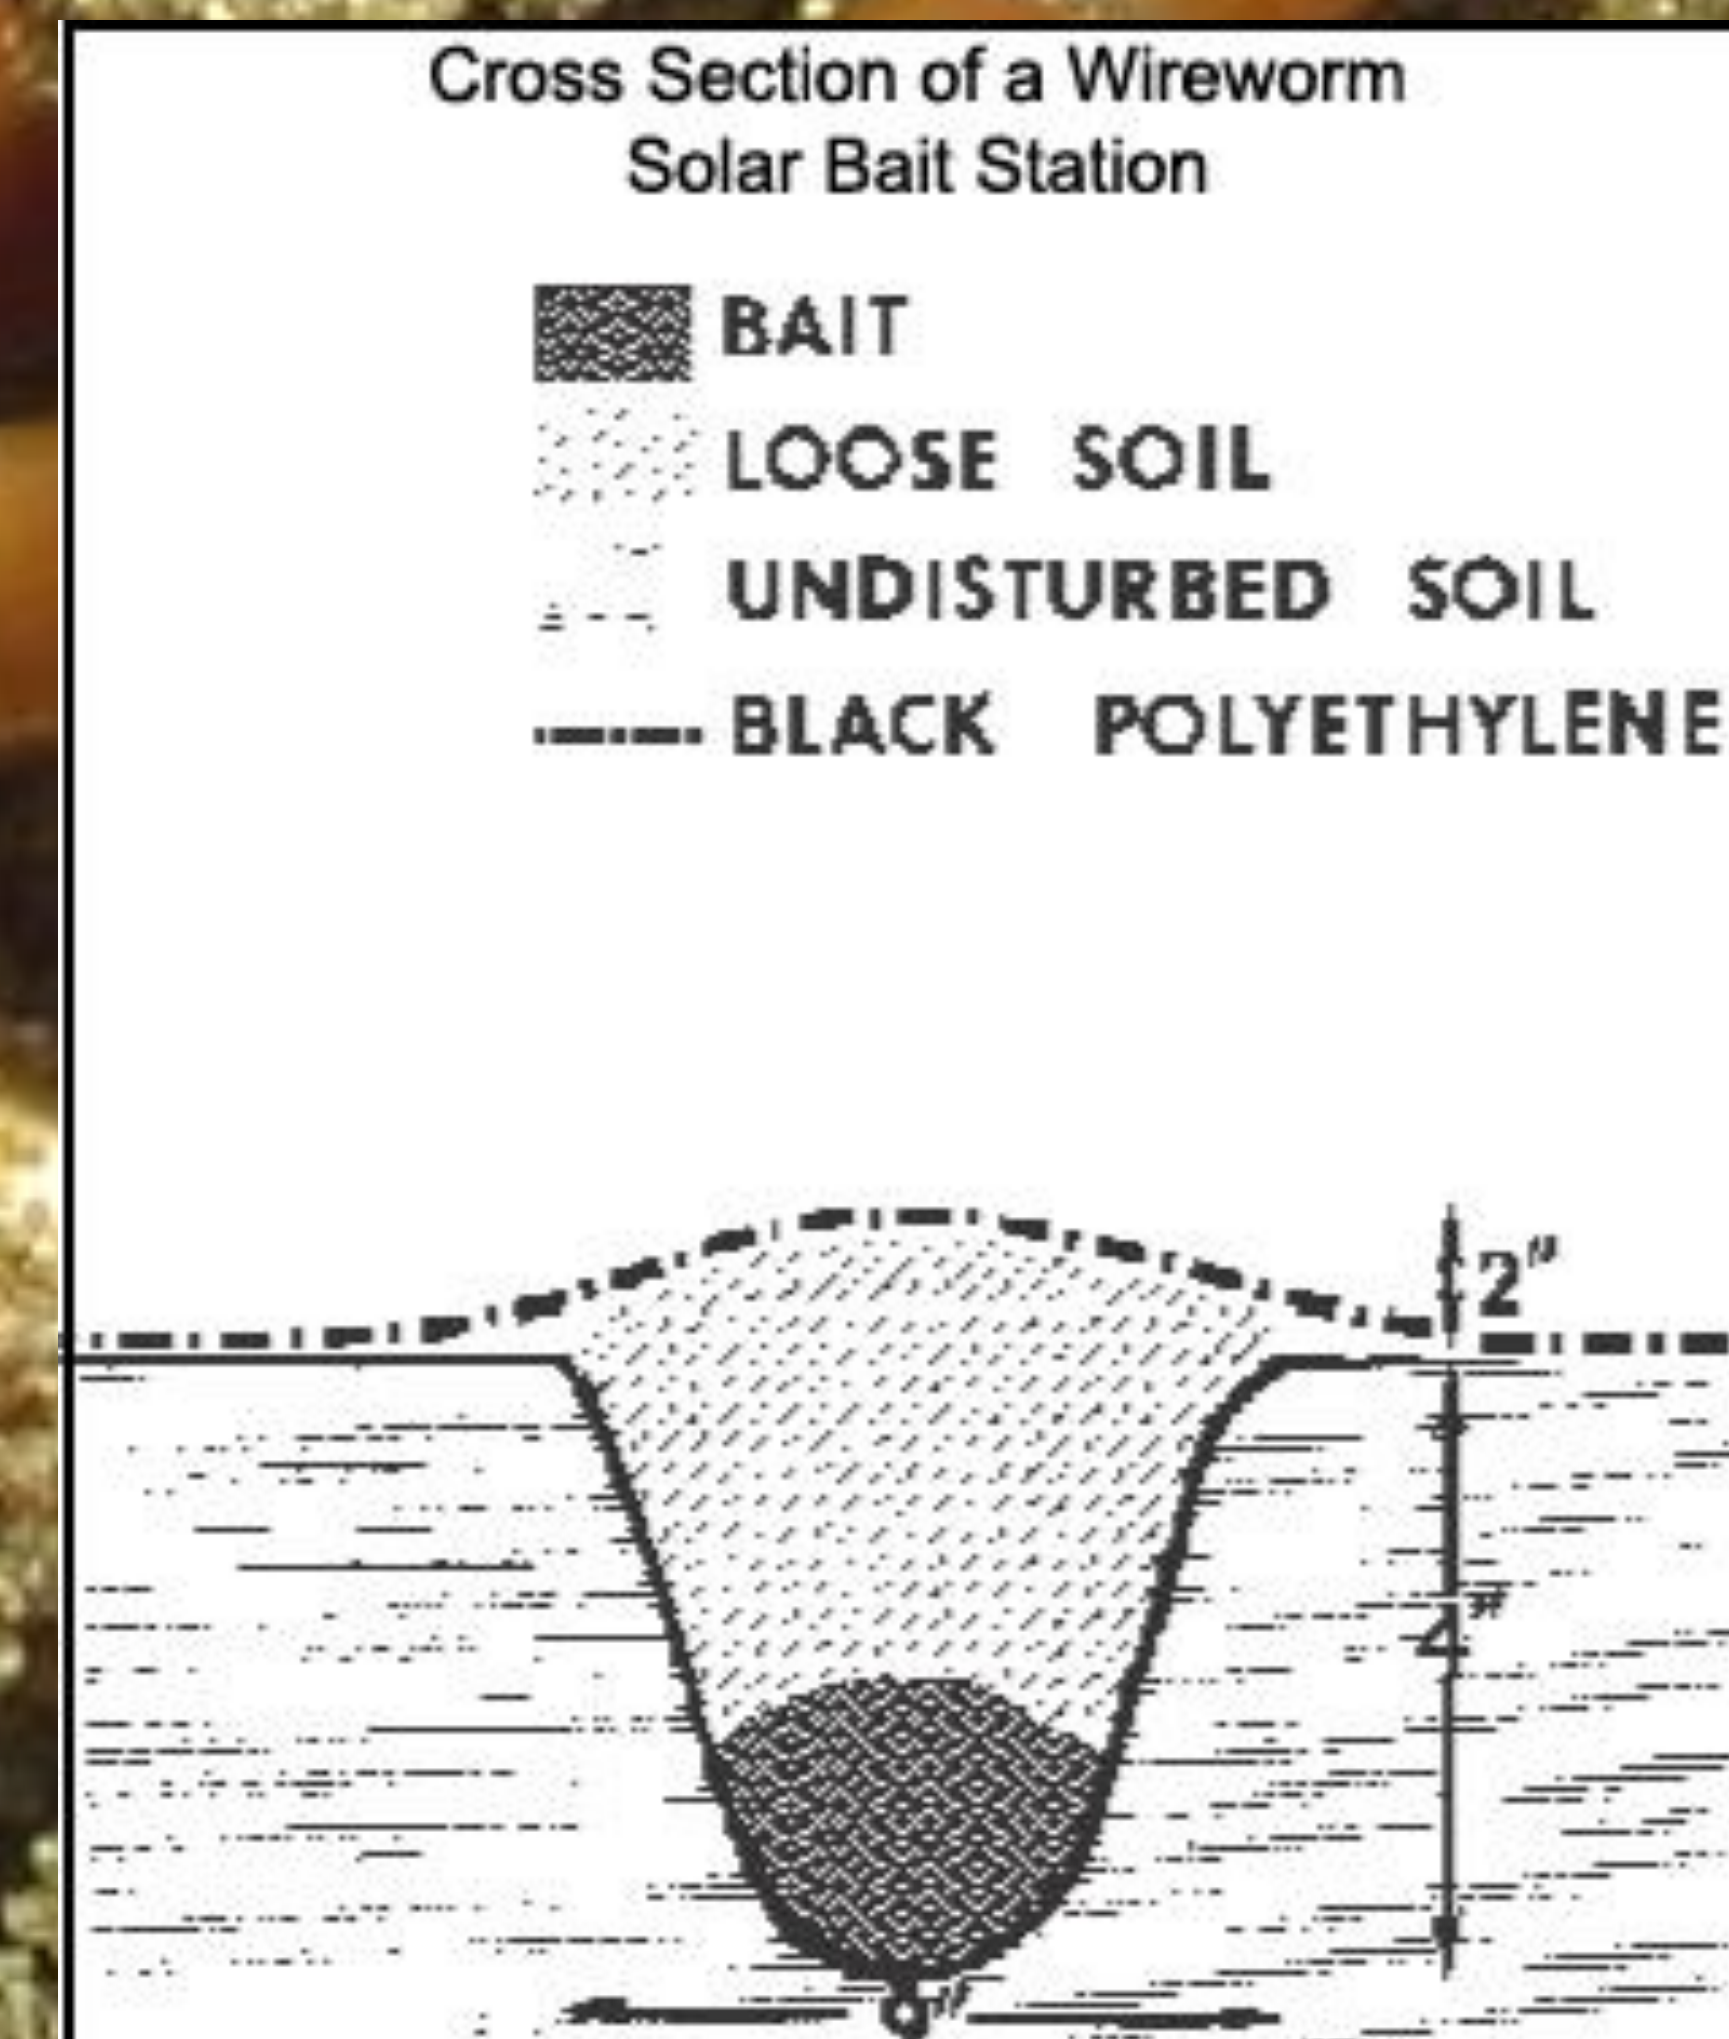 Cross Section of a Wireworm
Solar Bait Station
BAIT
LOOSE SOIL
UNDISTURBED SOIL
BLACK POLYETHYLENE
2"
4"